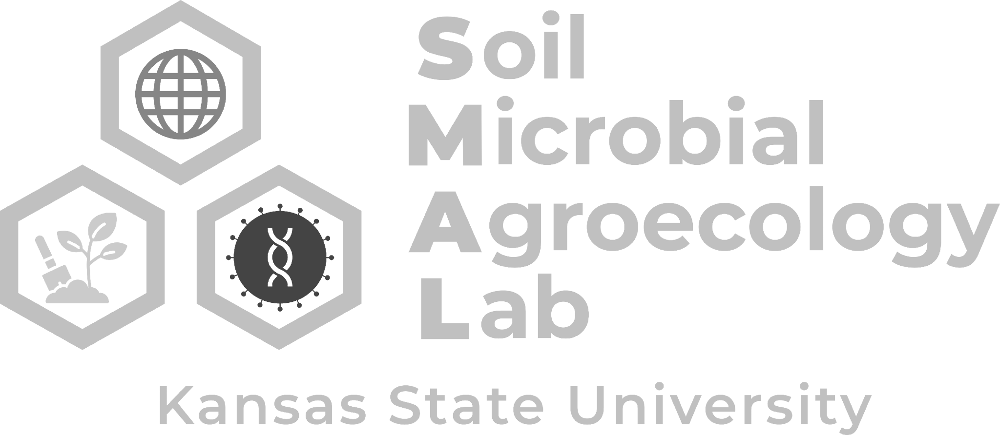 Soil
Microbial
Agroecology
Lab
Kansas State University